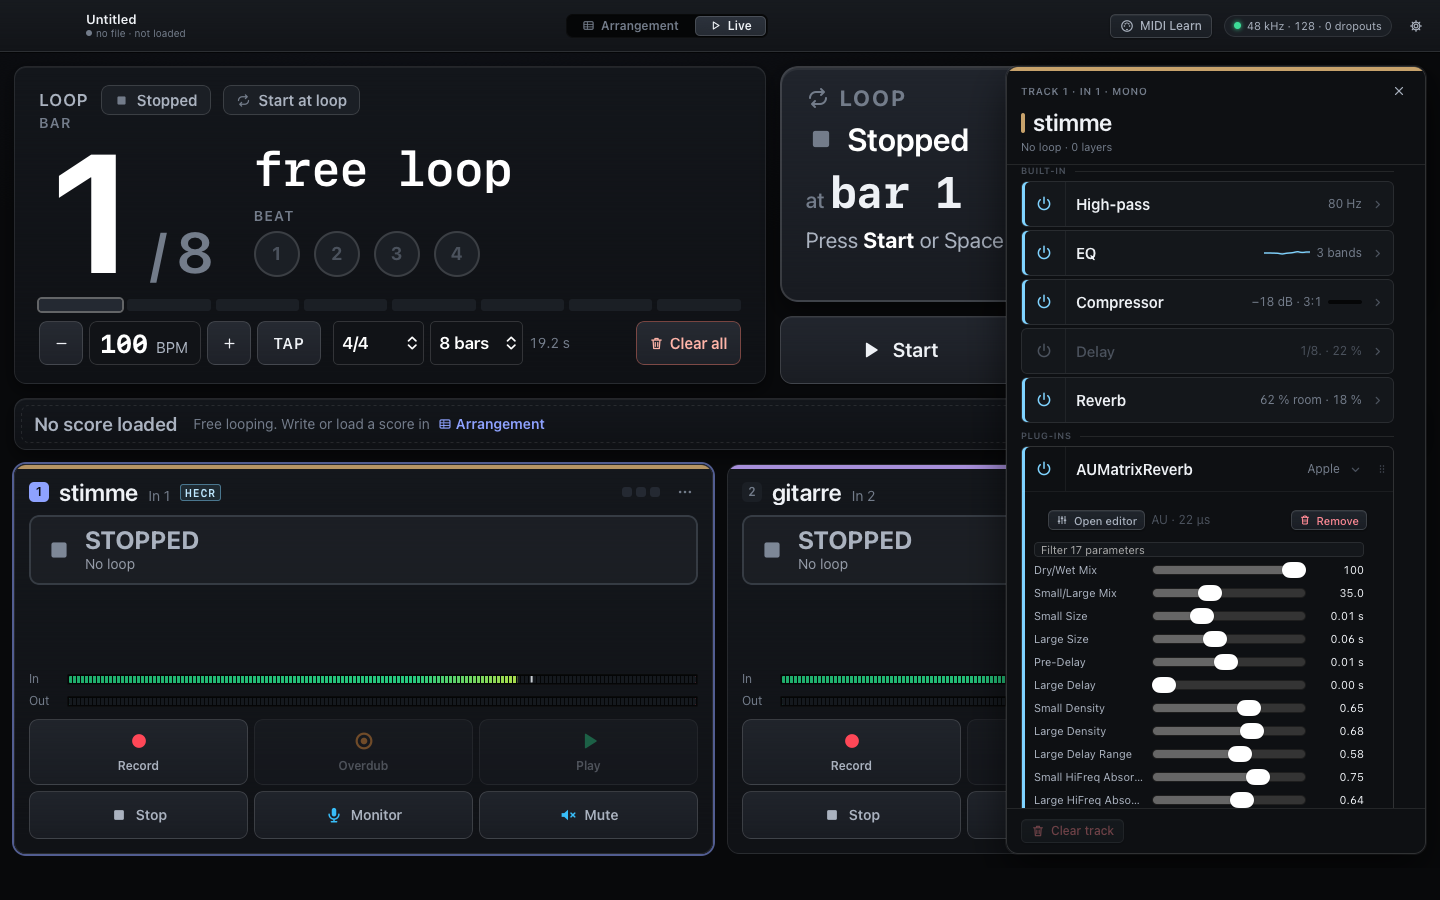 Untitled
no file · not loaded
Arrangement
Live
MIDI Learn
48 kHz · 128 · 0 dropouts
LOOP
Stopped
Start at loop
BAR
1
/8
free loop
BEAT
1 2 3 4
−
100 BPM
+
TAP
4/4
8 bars
19.2 s
Clear all
LOOP
Stopped
at bar 1
Press Start or Space
Start
No score loaded
Free looping. Write or load a score in Arrangement
1 stimme In 1 HECR
STOPPED
No loop
In
Out
Record
Overdub
Play
Stop
Monitor
Mute
2 gitarre In 2
STOPPED
No loop
In
Out
Record
Stop
TRACK 1 · IN 1 · MONO
stimme
No loop · 0 layers
BUILT-IN
High-pass 80 Hz
EQ 3 bands
Compressor −18 dB · 3:1
Delay 1/8. · 22 %
Reverb 62 % room · 18 %
PLUG-INS
AUMatrixReverb Apple
Open editor AU · 22 µs Remove
Filter 17 parameters
Dry/Wet Mix 100
Small/Large Mix 35.0
Small Size 0.01 s
Large Size 0.06 s
Pre-Delay 0.01 s
Large Delay 0.00 s
Small Density 0.65
Large Density 0.68
Large Delay Range 0.58
Small HiFreq Absor... 0.75
Large HiFreq Abso... 0.64
Clear track